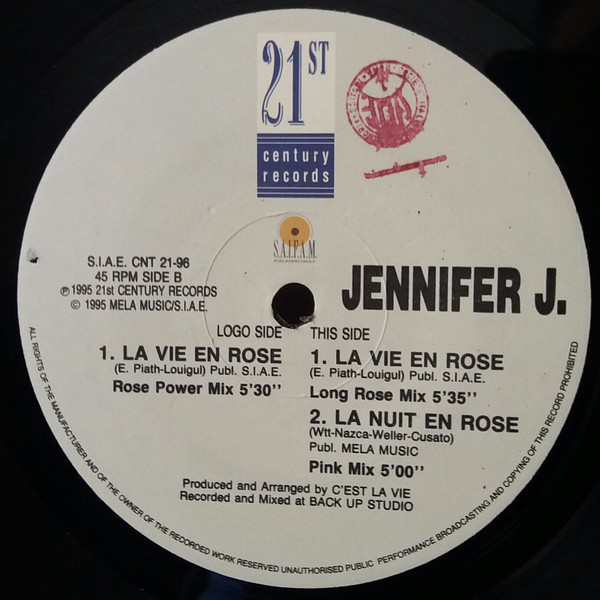 21ST
century
records
S.A.I.F.A.M.
PUBLISHING GROUP
S.I.A.E. CNT 21-96
45 RPM SIDE B
℗ 1995 21st CENTURY RECORDS
© 1995 MELA MUSIC/S.I.A.E.
JENNIFER J.
LOGO SIDE
1. LA VIE EN ROSE
(E. Piath-Louigul) Publ. S.I.A.E.
Rose Power Mix 5'30''
THIS SIDE
1. LA VIE EN ROSE
(E. Piath-Louigul) Publ. S.I.A.E.
Long Rose Mix 5'35''
2. LA NUIT EN ROSE
(Wtt-Nazca-Weller-Cusato)
Publ. MELA MUSIC
Pink Mix 5'00''
Produced and Arranged by C'EST LA VIE
Recorded and Mixed at BACK UP STUDIO
ALL RIGHTS OF THE MANUFACTURER AND OF THE OWNER OF THE RECORDED WORK RESERVED UNAUTHORISED PUBLIC PERFORMANCE BROADCASTING AND COPYING OF THIS RECORD PROHIBITED